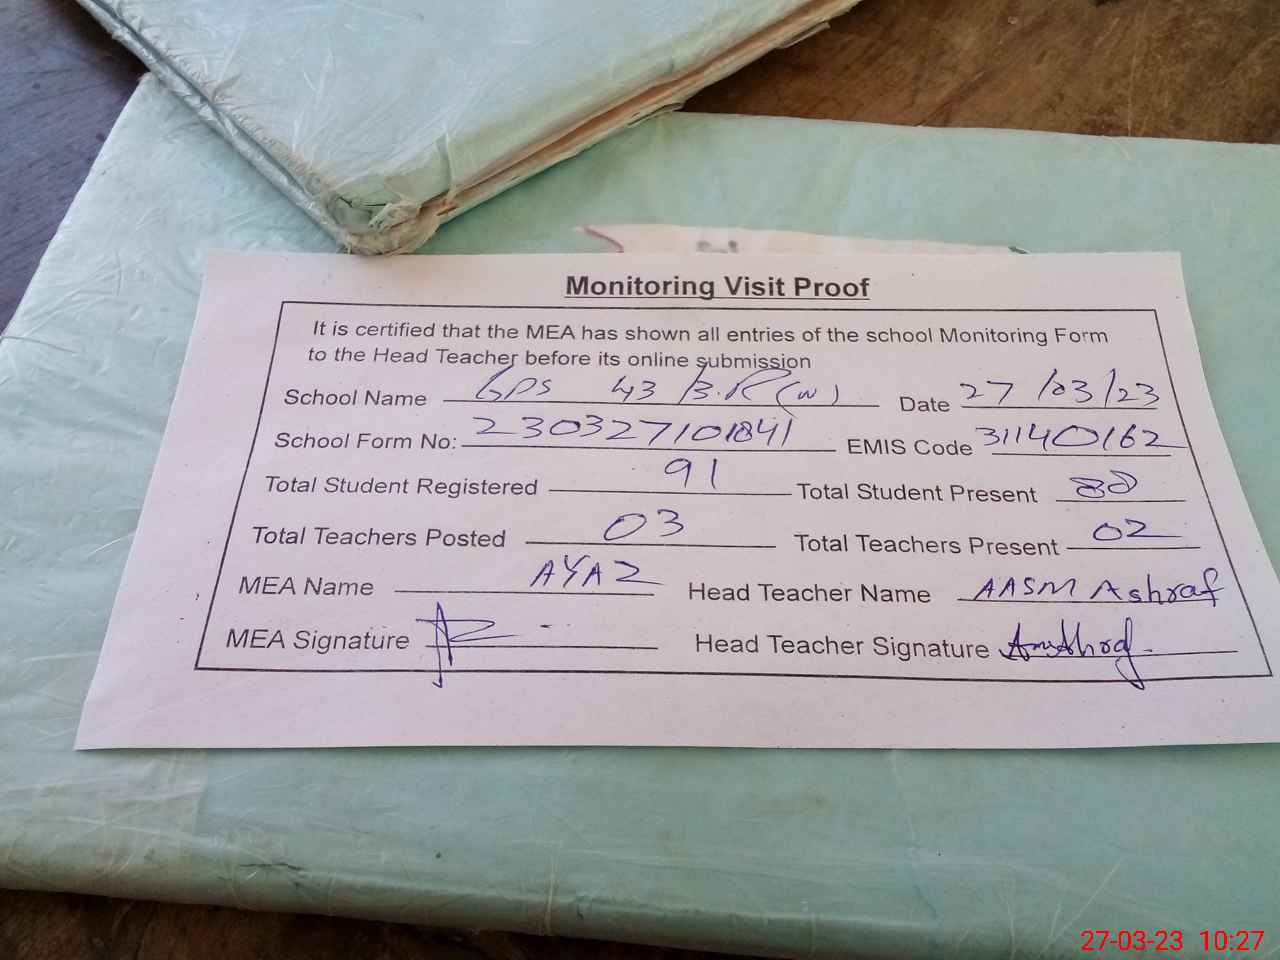 Monitoring Visit Proof
It is certified that the MEA has shown all entries of the school Monitoring Form
to the Head Teacher before its online submission
School Name GPS 43/B.R(W) Date 27/03/23
School Form No: 230327101841 EMIS Code 31140162
Total Student Registered 91 Total Student Present
Total Teachers Posted 03 Total Teachers Present 02
MEA Name AYAZ Head Teacher Name AASM Ashraf
MEA Signature Head Teacher Signature
27-03-23 10:27